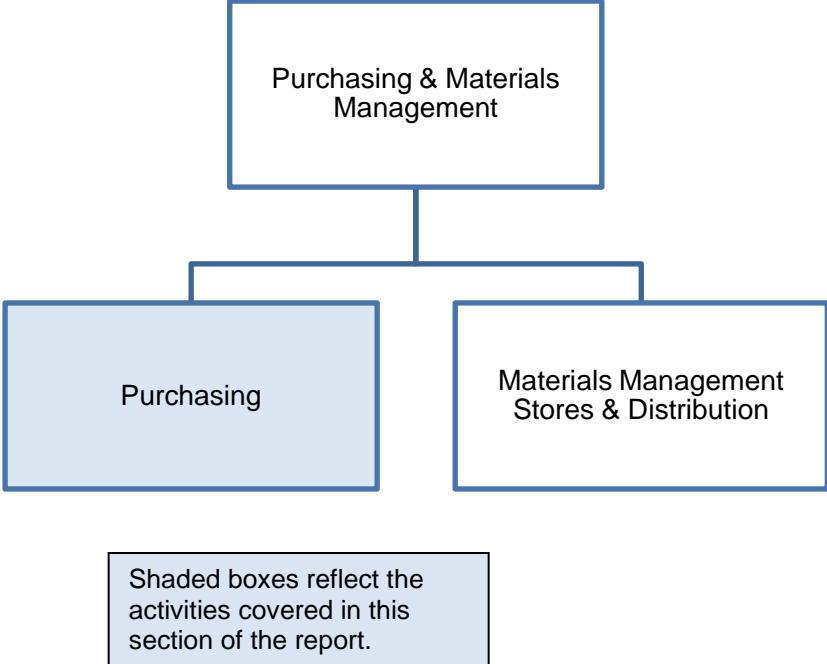 Purchasing & Materials
Management
Purchasing
Materials Management
Stores & Distribution
Shaded boxes reflect the
activities covered in this
section of the report.